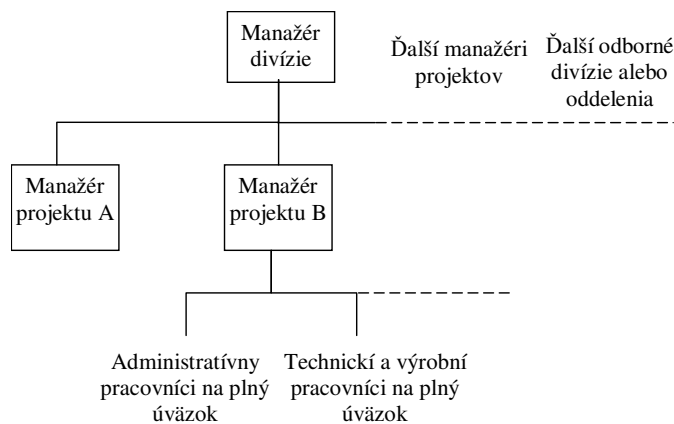 Manažér
divízie
Ďalší manažéri
projektov
Ďalší odborné
divízie alebo
oddelenia
Manažér
projektu A
Manažér
projektu B
Administratívny
pracovníci na plný
úväzok
Technickí a výrobní
pracovníci na plný
úväzok